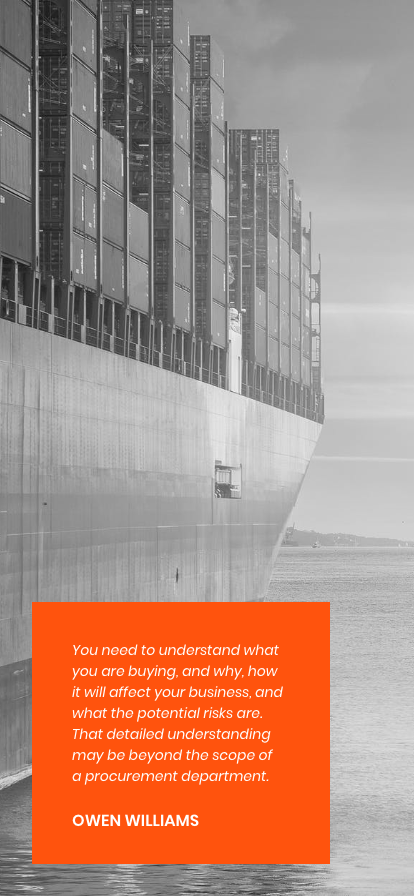 You need to understand what
you are buying, and why, how
it will affect your business, and
what the potential risks are.
That detailed understanding
may be beyond the scope of
a procurement department.
OWEN WILLIAMS